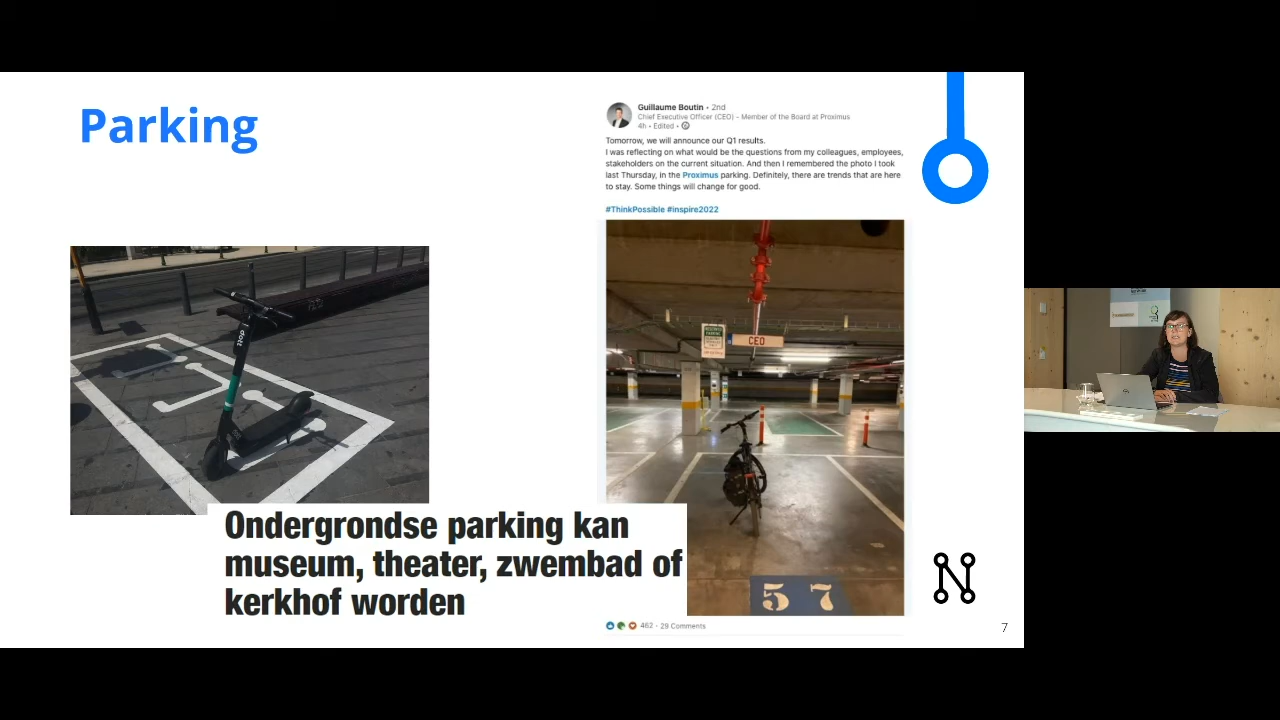 Parking
Guillaume Boutin • 2nd
Chief Executive Officer (CEO) – Member of the Board at Proximus
4h • Edited •
Tomorrow, we will announce our Q1 results.
I was reflecting on what would be the questions from my colleagues, employees,
stakeholders on the current situation. And then I remembered the photo I took
last Thursday, in the Proximus parking. Definitely, there are trends that are here
to stay. Some things will change for good.
#ThinkPossible #inspire2022
dott
CEO
57
Ondergrondse parking kan
museum, theater, zwembad of
kerkhof worden
462 · 29 Comments
N
7